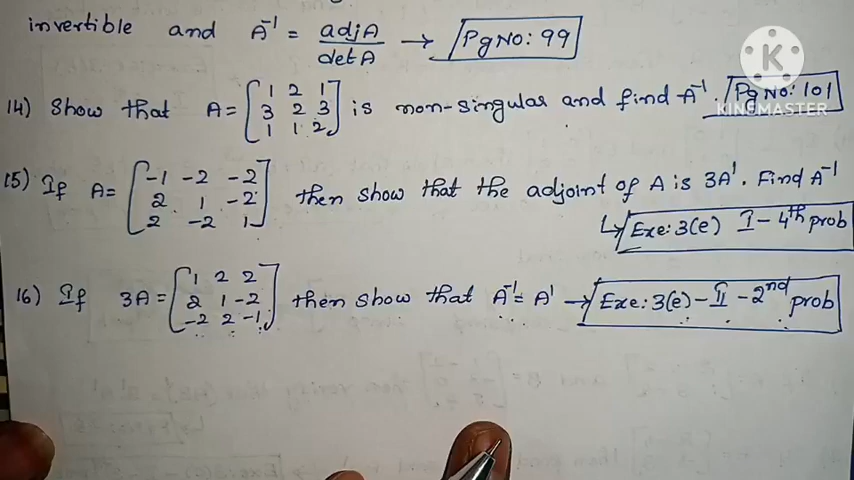 invertible and A⁻¹ = adjA/detA → Pg No: 99
14) Show that A = [1 2 1; 3 2 3; 1 1 2] is non-singular and find A⁻¹. Pg No: 101
K
KINEMASTER
15) If A = [-1 -2 -2; 2 1 -2; 2 -2 1] then show that the adjoint of A is 3A'. Find A⁻¹
↳ Exe: 3(e) I - 4th prob
16) If 3A = [1 2 2; 2 1 -2; -2 2 -1] then show that A⁻¹ = A' → Exe: 3(e) - II - 2nd prob